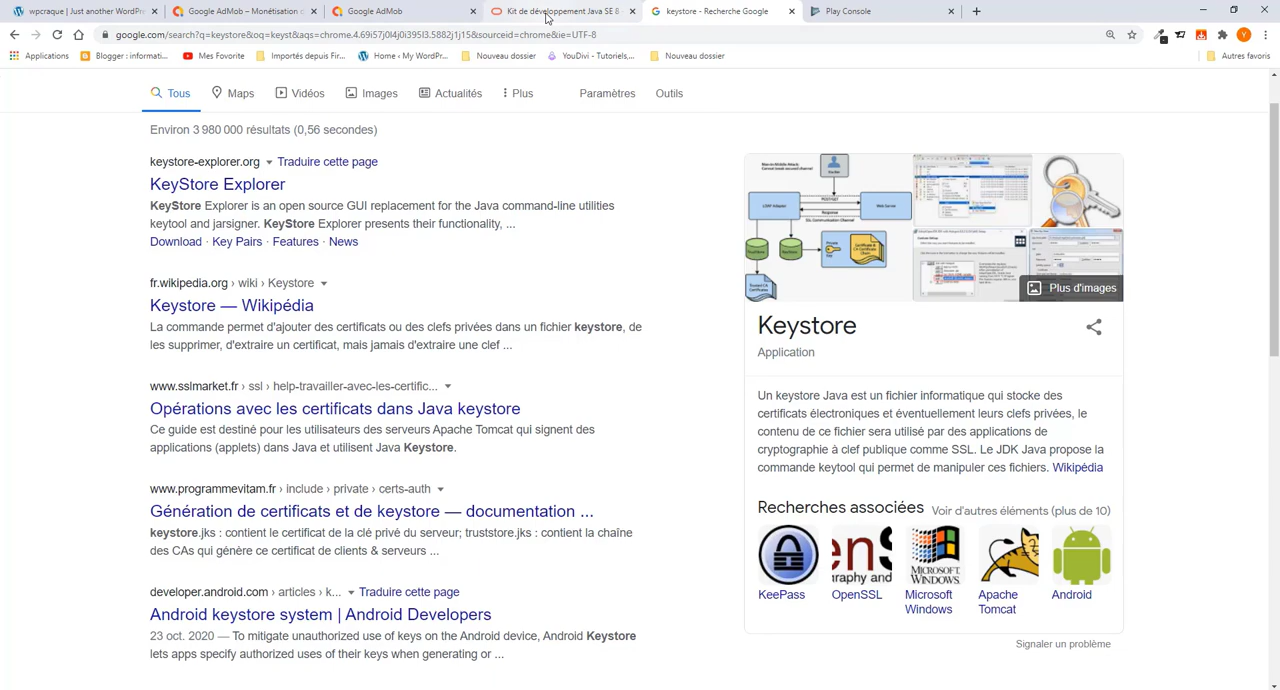 wpcraque | Just another WordPr
Google AdMob – Monétisation d
Google AdMob
Kit de développement Java SE 8
keystore - Recherche Google
Play Console
google.com/search?q=keystore&oq=keyst&aqs=chrome.4.69i57j0l4j0i395l3.5882j1j15&sourceid=chrome&ie=UTF-8
Applications
Blogger : informati...
Mes Favorite
Importés depuis Fir...
Home ‹ My WordPr...
Nouveau dossier
YouDivi - Tutoriels,...
Nouveau dossier
Autres favoris
Tous
Maps
Vidéos
Images
Actualités
Plus
Paramètres
Outils
Environ 3 980 000 résultats (0,56 secondes)
keystore-explorer.org Traduire cette page
KeyStore Explorer
KeyStore Explorer is an open source GUI replacement for the Java command-line utilities
keytool and jarsigner. KeyStore Explorer presents their functionality, ...
Download · Key Pairs · Features · News
fr.wikipedia.org › wiki › Keystore
Keystore — Wikipédia
La commande permet d'ajouter des certificats ou des clefs privées dans un fichier keystore, de
les supprimer, d'extraire un certificat, mais jamais d'extraire une clef ...
www.sslmarket.fr › ssl › help-travailler-avec-les-certific...
Opérations avec les certificats dans Java keystore
Ce guide est destiné pour les utilisateurs des serveurs Apache Tomcat qui signent des
applications (applets) dans Java et utilisent Java Keystore.
www.programmevitam.fr › include › private › certs-auth
Génération de certificats et de keystore — documentation ...
keystore.jks : contient le certificat de la clé privé du serveur; truststore.jks : contient la chaîne
des CAs qui génère ce certificat de clients & serveurs ...
developer.android.com › articles › k... Traduire cette page
Android keystore system | Android Developers
23 oct. 2020 — To mitigate unauthorized use of keys on the Android device, Android Keystore
lets apps specify authorized uses of their keys when generating or ...
Plus d'images
Keystore
Application
Un keystore Java est un fichier informatique qui stocke des
certificats électroniques et éventuellement leurs clefs privées, le
contenu de ce fichier sera utilisé par des applications de
cryptographie à clef publique comme SSL. Le JDK Java propose la
commande keytool qui permet de manipuler ces fichiers. Wikipédia
Recherches associées
Voir d'autres éléments (plus de 10)
KeePass
OpenSSL
Microsoft
Windows
Apache
Tomcat
Android
Signaler un problème